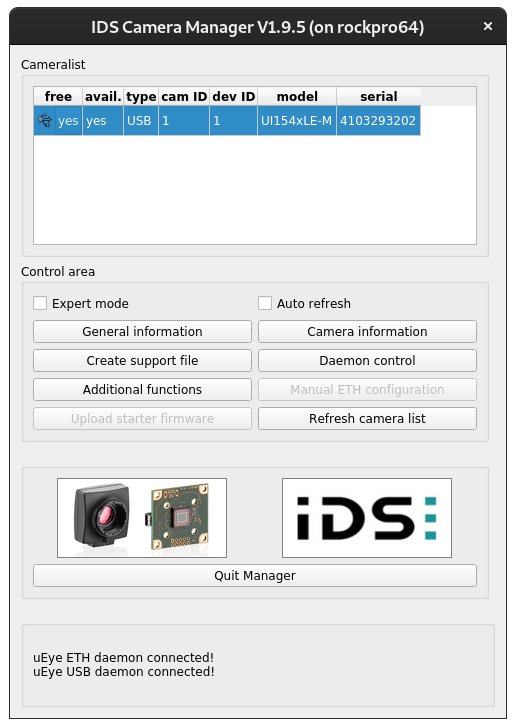 IDS Camera Manager V1.9.5 (on rockpro64)
Cameralist
free avail. type cam ID dev ID model serial
yes yes USB 1 1 UI154xLE-M 4103293202
Control area
Expert mode Auto refresh
General information Camera information
Create support file Daemon control
Additional functions Manual ETH configuration
Upload starter firmware Refresh camera list
iDS
Quit Manager
uEye ETH daemon connected!
uEye USB daemon connected!